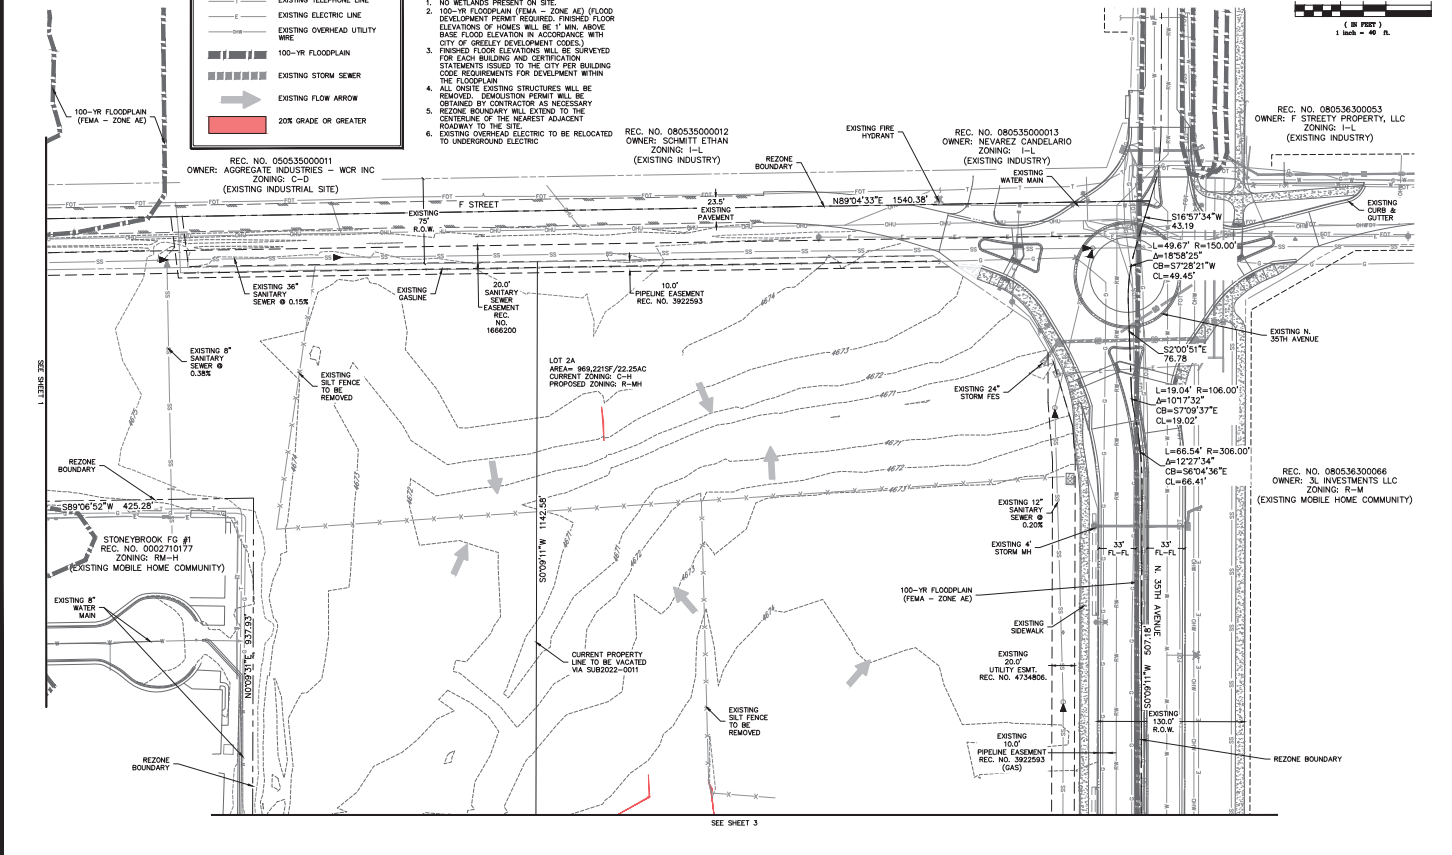 EXISTING TELEPHONE LINE
EXISTING ELECTRIC LINE
EXISTING OVERHEAD UTILITY
WIRE
100-YR FLOODPLAIN
EXISTING STORM SEWER
EXISTING FLOW ARROW
20% GRADE OR GREATER
1. NO WETLANDS PRESENT ON SITE.
2. 100-YR FLOODPLAIN (FEMA - ZONE AE) (FLOOD
DEVELOPMENT PERMIT REQUIRED. FINISHED FLOOR
ELEVATIONS OF HOMES WILL BE 1' MIN. ABOVE
BASE FLOOD ELEVATION IN ACCORDANCE WITH
CITY OF GREELEY DEVELOPMENT CODES.)
3. FINISHED FLOOR ELEVATIONS WILL BE SURVEYED
FOR EACH BUILDING AND CERTIFICATION
STATEMENTS ISSUED TO THE CITY PER BUILDING
CODE REQUIREMENTS FOR DEVELPMENT WITHIN
THE FLOODPLAIN
4. ALL ONSITE EXISTING STRUCTURES WILL BE
REMOVED. DEMOLISTION PERMIT WILL BE
OBTAINED BY CONTRACTOR AS NECESSARY
5. REZONE BOUNDARY WILL EXTEND TO THE
CENTERLINE OF THE NEAREST ADJACENT
ROADWAY TO THE SITE.
6. EXISTING OVERHEAD ELECTRIC TO BE RELOCATED
TO UNDERGROUND ELECTRIC
( IN FEET )
1 inch = 40 ft.
100-YR FLOODPLAIN
(FEMA - ZONE AE)
REC. NO. 050535000011
OWNER: AGGREGATE INDUSTRIES - WCR INC
ZONING: C-D
(EXISTING INDUSTRIAL SITE)
REC. NO. 080535000012
OWNER: SCHMITT ETHAN
ZONING: I-L
(EXISTING INDUSTRY)
REZONE
BOUNDARY
EXISTING FIRE
HYDRANT
REC. NO. 080535000013
OWNER: NEVAREZ CANDELARIO
ZONING: I-L
(EXISTING INDUSTRY)
EXISTING
WATER MAIN
REC. NO. 080536300053
OWNER: F STREETY PROPERTY, LLC
ZONING: I-L
(EXISTING INDUSTRY)
EXISTING
CURB &
GUTTER
F STREET
EXISTING
75'
R.O.W.
23.5'
EXISTING
PAVEMENT
N89°04'33"E 1540.38'
S16°57'34"W
43.19
L=49.67' R=150.00'
Δ=18°58'25"
CB=S7°28'21"W
CL=49.45'
EXISTING 36"
SANITARY
SEWER @ 0.15%
EXISTING
GASLINE
20.0'
SANITARY
SEWER
EASEMENT
REC.
NO.
1666200
10.0'
PIPELINE EASEMENT
REC. NO. 3922593
EXISTING N.
35TH AVENUE
S2°00'51"E
76.78
EXISTING 8"
SANITARY
SEWER @
0.38%
EXISTING
SILT FENCE
TO BE
REMOVED
LOT 2A
AREA= 969,221SF/22.25AC
CURRENT ZONING: C-H
PROPOSED ZONING: R-MH
EXISTING 24"
STORM FES
L=19.04' R=106.00'
Δ=10°17'32"
CB=S7°09'37"E
CL=19.02'
L=66.54' R=306.00'
Δ=12°27'34"
CB=S6°04'36"E
CL=66.41'
SEE SHEET 1
4674
4673
4672
4671
4671
4672
4673
4675
4674
4672
4671
4673
4674
REC. NO. 080536300066
OWNER: 3L INVESTMENTS LLC
ZONING: R-M
(EXISTING MOBILE HOME COMMUNITY)
REZONE
BOUNDARY
S89°06'52"W 425.28'
STONEYBROOK FG #1
REC. NO. 0002710177
ZONING: RM-H
(EXISTING MOBILE HOME COMMUNITY)
EXISTING 8"
WATER
MAIN
N0°09'31"E 937.93'
S0°09'11"W 1142.58'
EXISTING 12"
SANITARY
SEWER @
0.20%
EXISTING 4'
STORM MH
33'
FL-FL
33'
FL-FL
100-YR FLOODPLAIN
(FEMA - ZONE AE)
N. 35TH AVENUE
S0°09'11"W 507.18'
EXISTING
SIDEWALK
EXISTING
20.0'
UTILITY ESMT.
REC. NO. 4734806.
CURRENT PROPERTY
LINE TO BE VACATED
VIA SUB2022-0011
EXISTING
SILT FENCE
TO BE
REMOVED
EXISTING
130.0'
R.O.W.
EXISTING
10.0'
PIPELINE EASEMENT
REC. NO. 3922593
(GAS)
REZONE BOUNDARY
REZONE
BOUNDARY
SEE SHEET 3